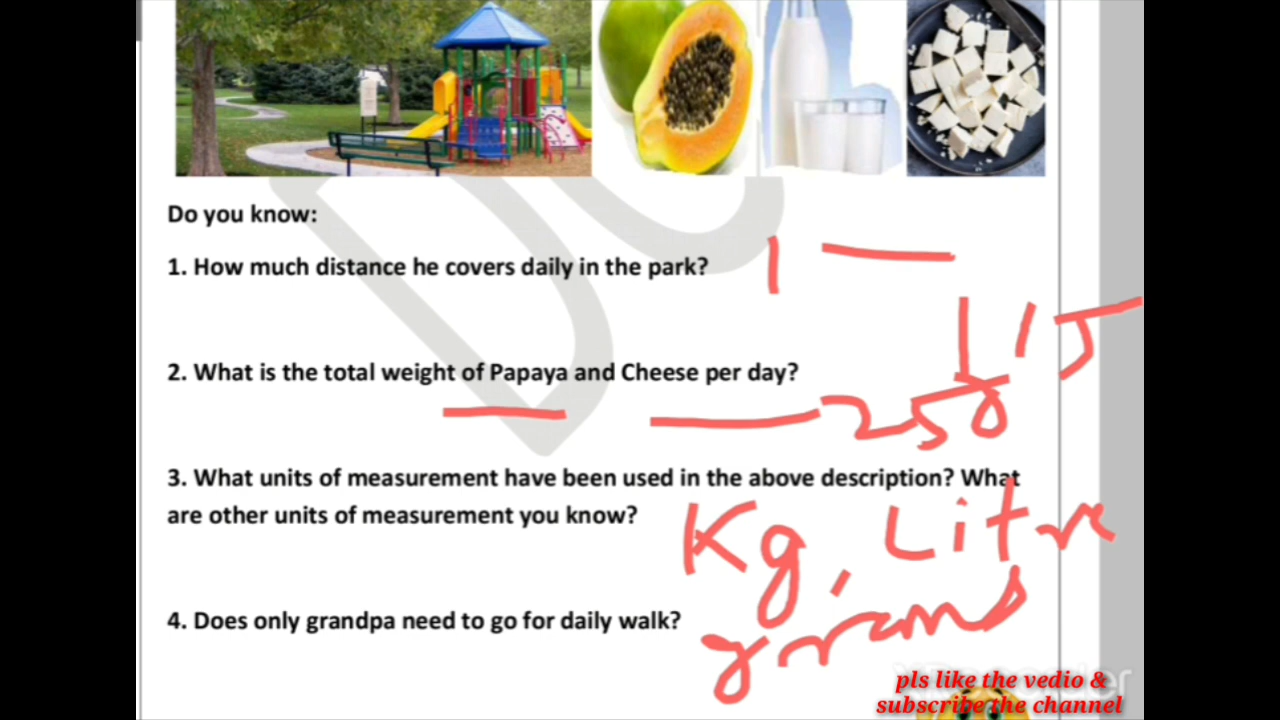 Do you know:
1. How much distance he covers daily in the park?
1
2. What is the total weight of Papaya and Cheese per day?
250
3. What units of measurement have been used in the above description? What
are other units of measurement you know?
Kg, Litre
grams
4. Does only grandpa need to go for daily walk?
pls like the vedio &
subscribe the channel